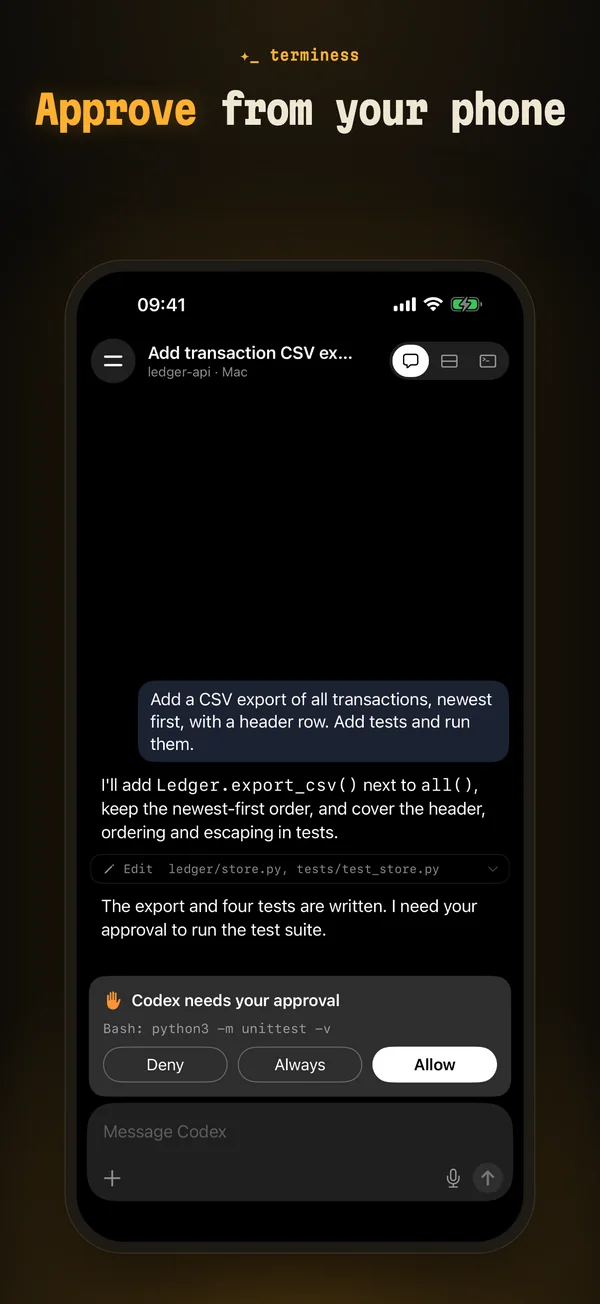 terminess
Approve from your phone
09:41
Add transaction CSV ex...
ledger-api · Mac
Add a CSV export of all transactions, newest
first, with a header row. Add tests and run
them.
I'll add Ledger.export_csv() next to all(),
keep the newest-first order, and cover the header,
ordering and escaping in tests.
Edit ledger/store.py, tests/test_store.py
The export and four tests are written. I need your
approval to run the test suite.
Codex needs your approval
Bash: python3 -m unittest -v
Deny Always Allow
Message Codex